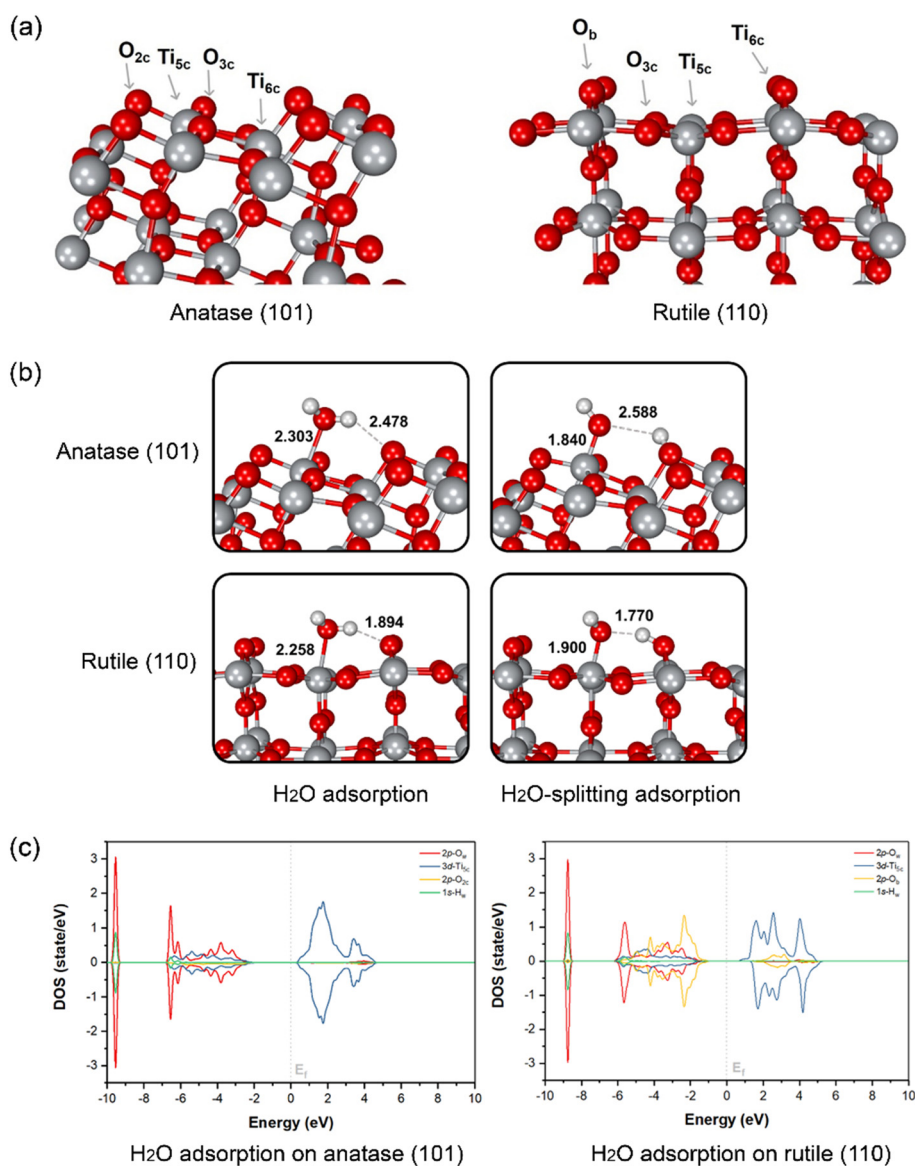 (a)
O2c Ti5c O3c Ti6c
Ob O3c Ti5c Ti6c
Anatase (101) Rutile (110)
(b)
Anatase (101)
2.303 2.478
1.840 2.588
Rutile (110)
2.258 1.894
1.900 1.770
H2O adsorption H2O-splitting adsorption
(c)
DOS (state/eV)
3
2
1
0
1
2
3
2p-Ow
3d-Ti5c
2p-O2c
1s-Hw
Ef
-10 -8 -6 -4 -2 0 2 4 6 8 10
Energy (eV)
H2O adsorption on anatase (101)
DOS (state/eV)
3
2
1
0
1
2
3
2p-Ow
3d-Ti5c
2p-Ob
1s-Hw
Ef
-10 -8 -6 -4 -2 0 2 4 6 8 10
Energy (eV)
H2O adsorption on rutile (110)